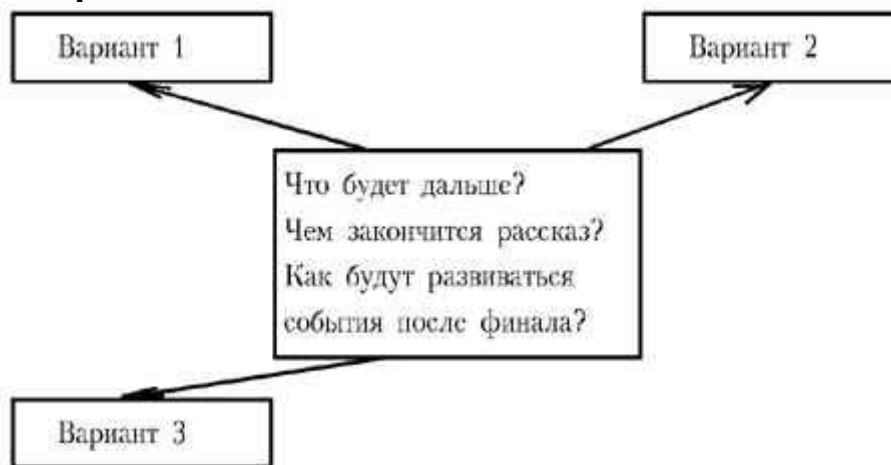 Вариант 1
Вариант 2
Что будет дальше?
Чем закончится рассказ?
Как будут развиваться
события после финала?
Вариант 3